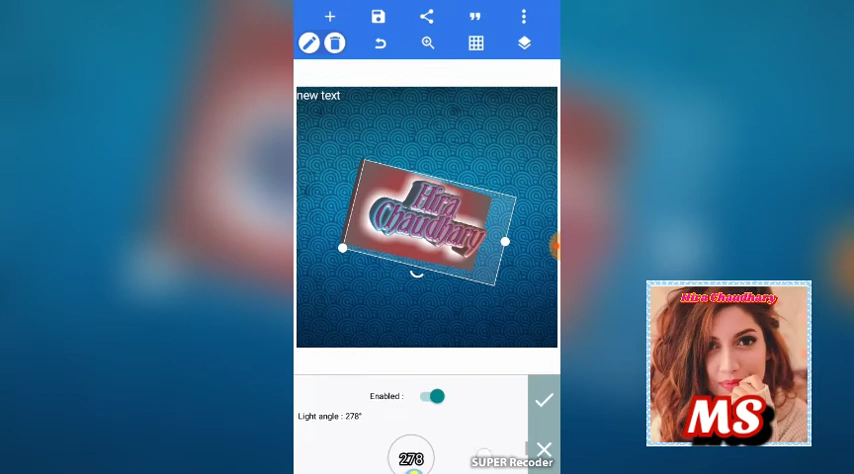 new text
Hira
Chaudhary
Hira Chaudhary
MS
Enabled :
Light angle : 278°
278
SUPER Recoder